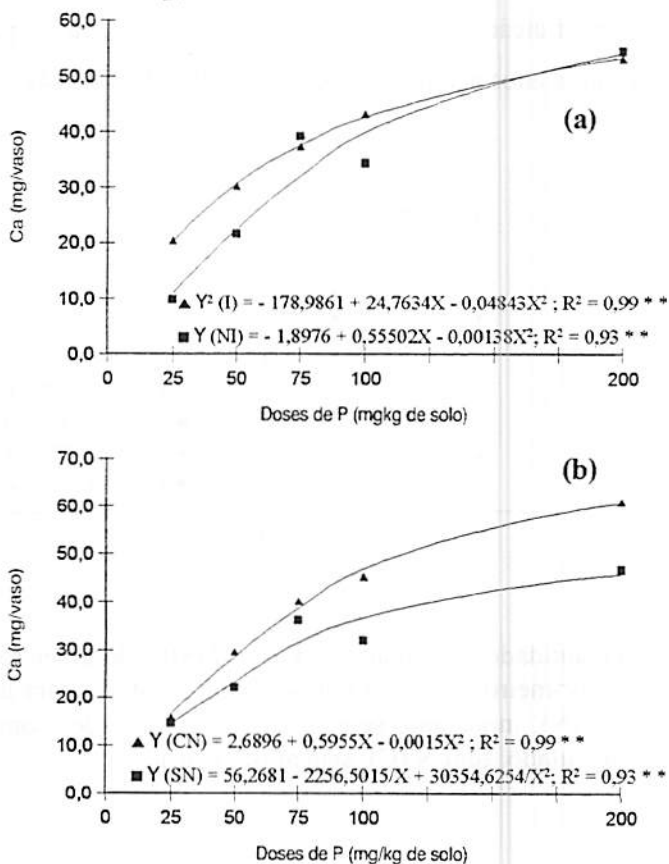 60,0
50,0
(a)
40,0
Ca (mg/vaso)
30,0
20,0
10,0
▲ Y² (I) = - 178,9861 + 24,7634X - 0,04843X² ; R² = 0,99 * *
■ Y (NI) = - 1,8976 + 0,55502X - 0,00138X²; R² = 0,93 * *
0,0
0 25 50 75 100 200
Doses de P (mgkg de solo)
70,0
(b)
60,0
50,0
Ca (mg/vaso)
40,0
30,0
20,0
10,0
▲ Y (CN) = 2,6896 + 0,5955X - 0,0015X² ; R² = 0,99 * *
■ Y (SN) = 56,2681 - 2256,5015/X + 30354,6254/X²; R² = 0,93 * *
0,0
0 25 50 75 100 200
Doses de P (mg/kg de solo)